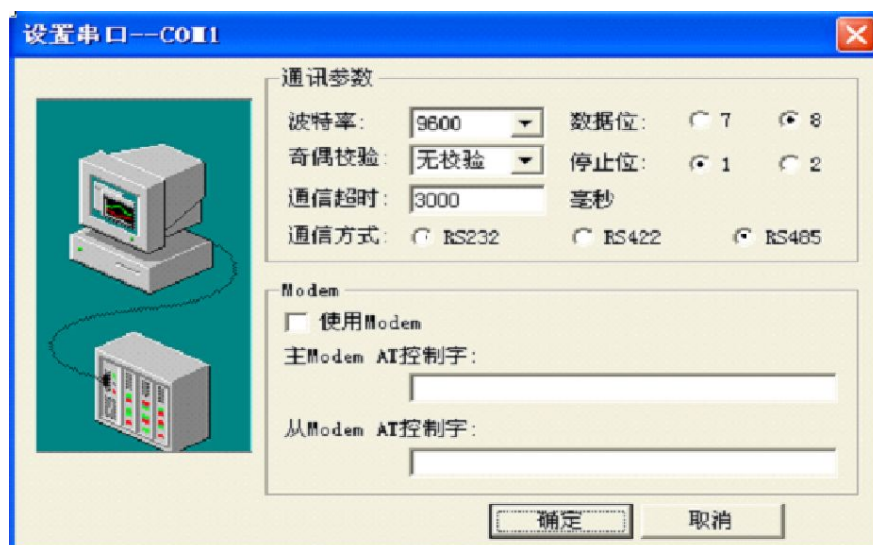 设置串口--COM1
通讯参数
波特率: 9600 数据位: 7 8
奇偶校验: 无校验 停止位: 1 2
通信超时: 3000 毫秒
通信方式: RS232 RS422 RS485
Modem
使用Modem
主Modem AT控制字:
从Modem AT控制字:
确定 取消